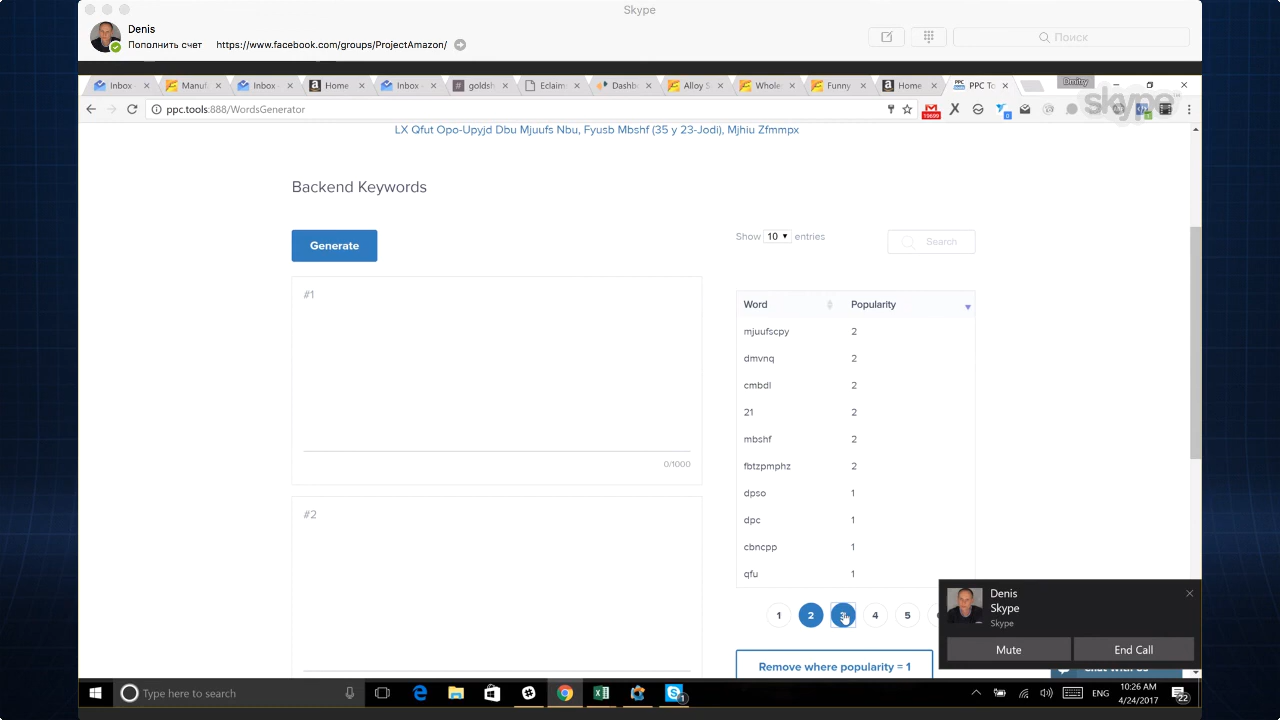 Skype
Denis
Пополнить счет https://www.facebook.com/groups/ProjectAmazon/
Поиск
Inbox
Manuf
Inbox
Home
Inbox
goldsh
Eclaim
Dashb
Alloy S
Whole
Funny
Home
PPC To
Dmitry
skype™
ppc.tools:888/WordsGenerator
LX Qfut Opo-Upyjd Dbu Mjuufs Nbu, Fyusb Mbshf (35 y 23-Jodi), Mjhiu Zfmmpx
Backend Keywords
Generate
Show 10 entries
Search
#1
0/1000
#2
Word Popularity
mjuufscpy 2
dmvnq 2
cmbdl 2
21 2
mbshf 2
fbtzpmphz 2
dpso 1
dpc 1
cbncpp 1
qfu 1
1 2 3 4 5
Remove where popularity = 1
Denis
Skype
Skype
Mute End Call
Chat with Us
Type here to search
ENG
10:26 AM
4/24/2017
22